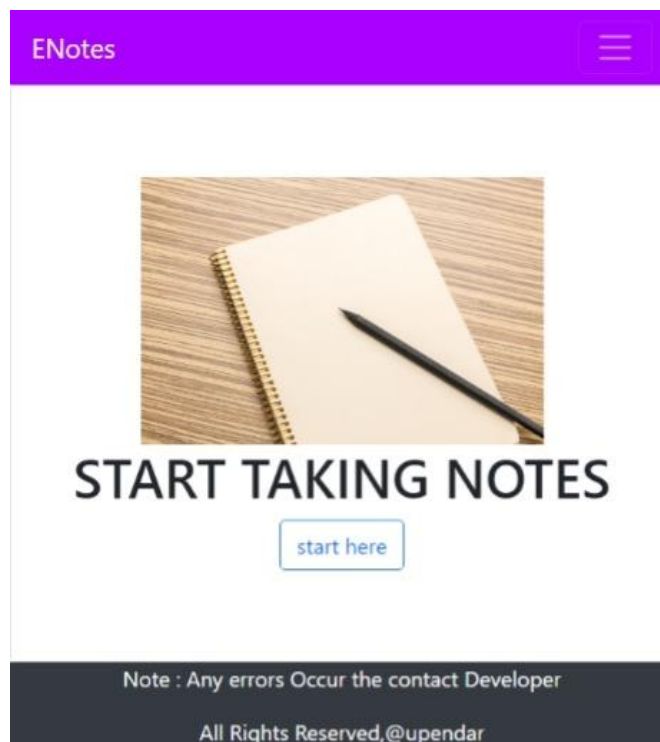 ENotes
START TAKING NOTES
start here
Note : Any errors Occur the contact Developer
All Rights Reserved,@upendar